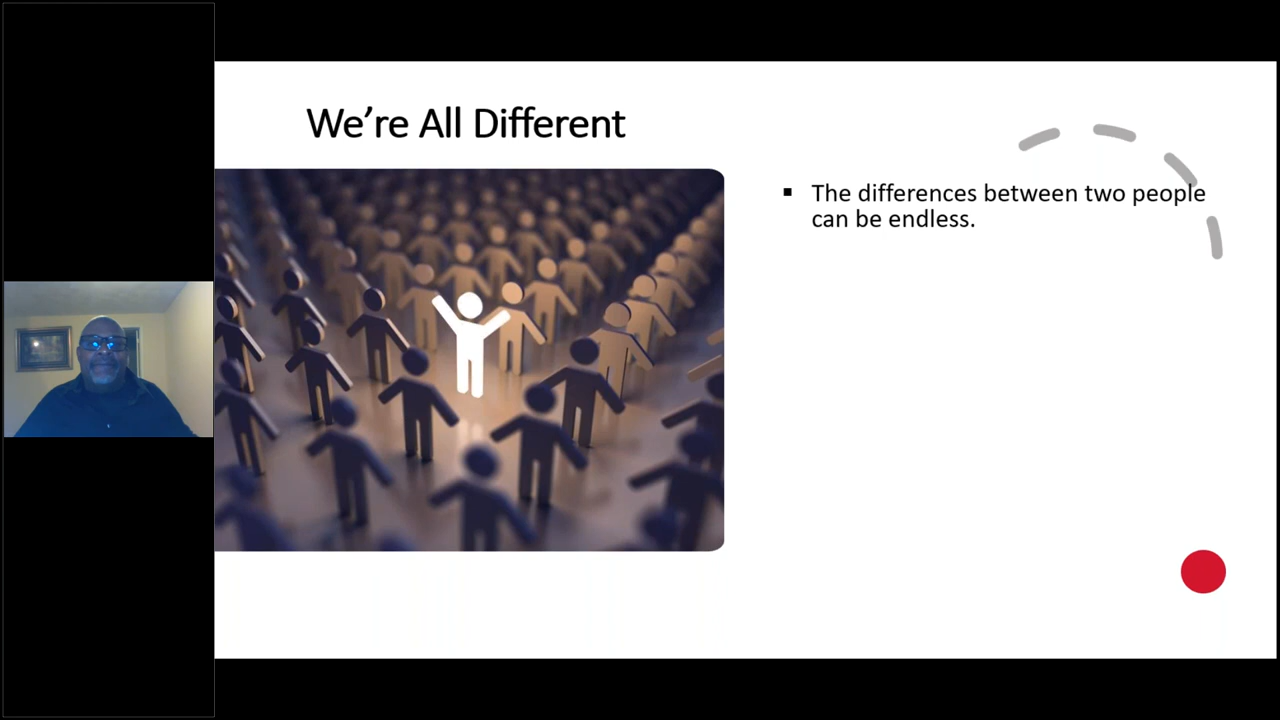 We’re All Different
The differences between two people
can be endless.